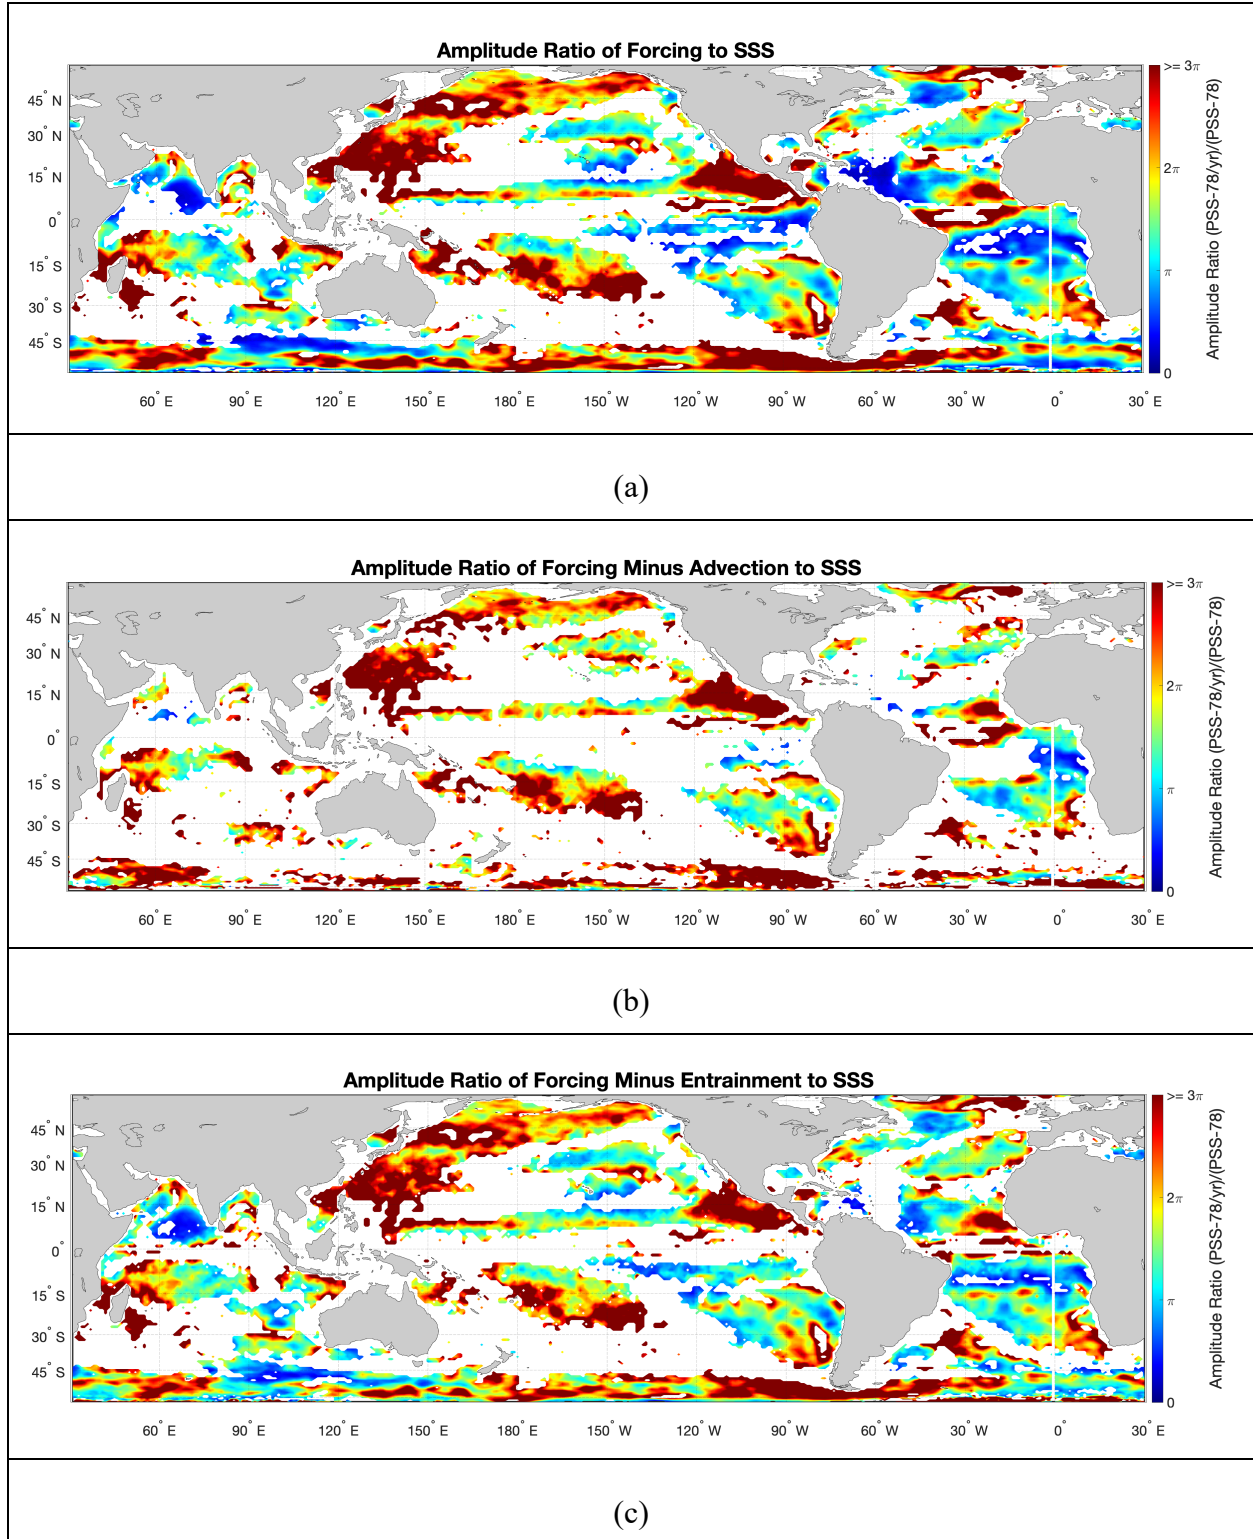 Amplitude Ratio of Forcing to SSS
45° N
30° N
15° N
0°
15° S
30° S
45° S
60° E
90° E
120° E
150° E
180° E
150° W
120° W
90° W
60° W
30° W
0°
30° E
>= 3π
2π
π
0
Amplitude Ratio (PSS-78/yr)/(PSS-78)
(a)
Amplitude Ratio of Forcing Minus Advection to SSS
45° N
30° N
15° N
0°
15° S
30° S
45° S
60° E
90° E
120° E
150° E
180° E
150° W
120° W
90° W
60° W
30° W
0°
30° E
>= 3π
2π
π
0
Amplitude Ratio (PSS-78/yr)/(PSS-78)
(b)
Amplitude Ratio of Forcing Minus Entrainment to SSS
45° N
30° N
15° N
0°
15° S
30° S
45° S
60° E
90° E
120° E
150° E
180° E
150° W
120° W
90° W
60° W
30° W
0°
30° E
>= 3π
2π
π
0
Amplitude Ratio (PSS-78/yr)/(PSS-78)
(c)